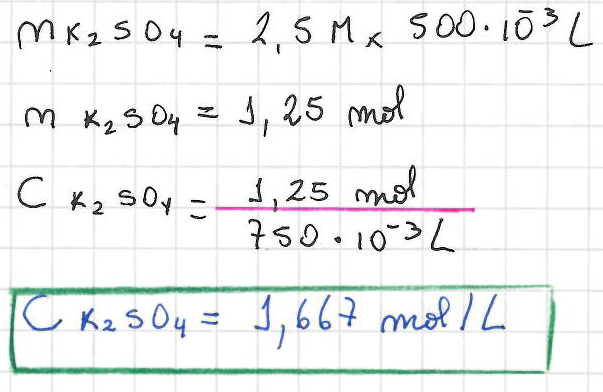 n K₂SO₄ = 2,5 M x 500·10⁻³ L
n K₂SO₄ = 1,25 mol
C K₂SO₄ = 1,25 mol
750·10⁻³ L
C K₂SO₄ = 1,667 mol/L